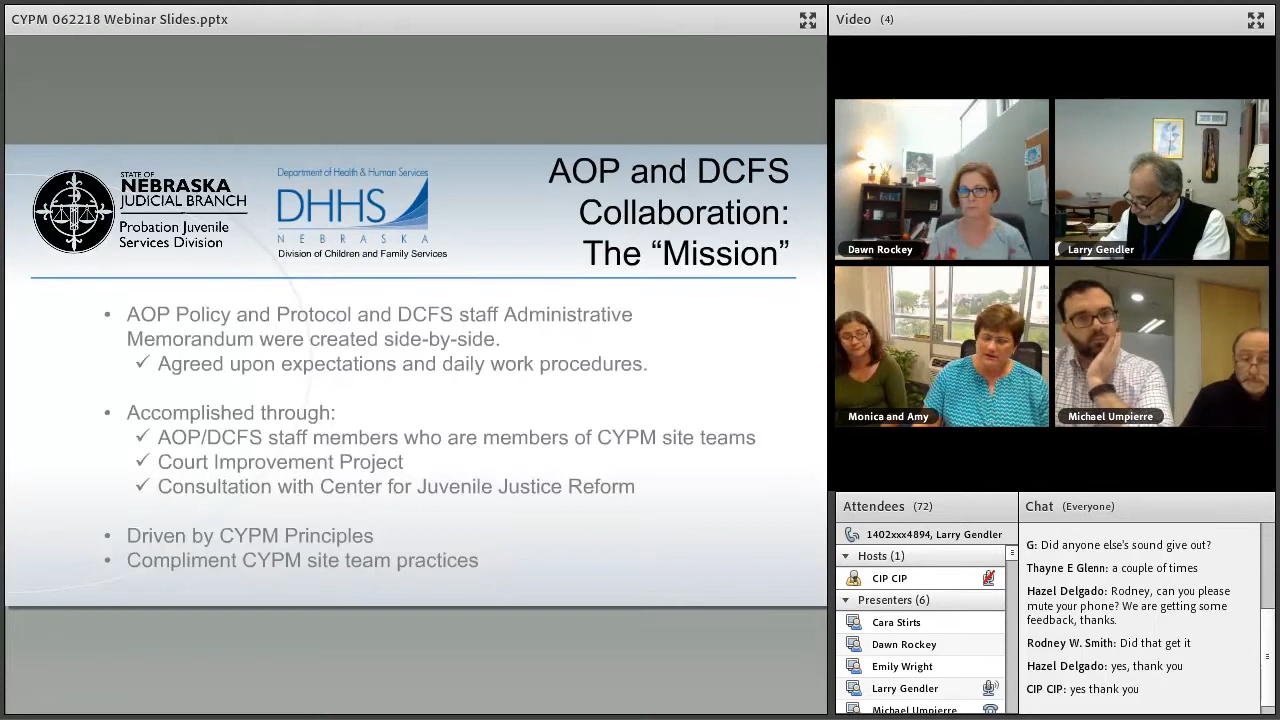 CYPM 062218 Webinar Slides.pptx
STATE OF
NEBRASKA
JUDICIAL BRANCH
Probation Juvenile
Services Division
Department of Health & Human Services
DHHS
NEBRASKA
Division of Children and Family Services
AOP and DCFS
Collaboration:
The “Mission”
• AOP Policy and Protocol and DCFS staff Administrative
Memorandum were created side-by-side.
✓ Agreed upon expectations and daily work procedures.
• Accomplished through:
✓ AOP/DCFS staff members who are members of CYPM site teams
✓ Court Improvement Project
✓ Consultation with Center for Juvenile Justice Reform
• Driven by CYPM Principles
• Compliment CYPM site team practices
Video (4)
Dawn Rockey
Larry Gendler
Monica and Amy
Michael Umpierre
Attendees (72)
1402xxx4894, Larry Gendler
Hosts (1)
CIP CIP
Presenters (6)
Cara Stirts
Dawn Rockey
Emily Wright
Larry Gendler
Michael Umpierre
Chat (Everyone)
G: Did anyone else's sound give out?
Thayne E Glenn: a couple of times
Hazel Delgado: Rodney, can you please
mute your phone? We are getting some
feedback, thanks.
Rodney W. Smith: Did that get it
Hazel Delgado: yes, thank you
CIP CIP: yes thank you